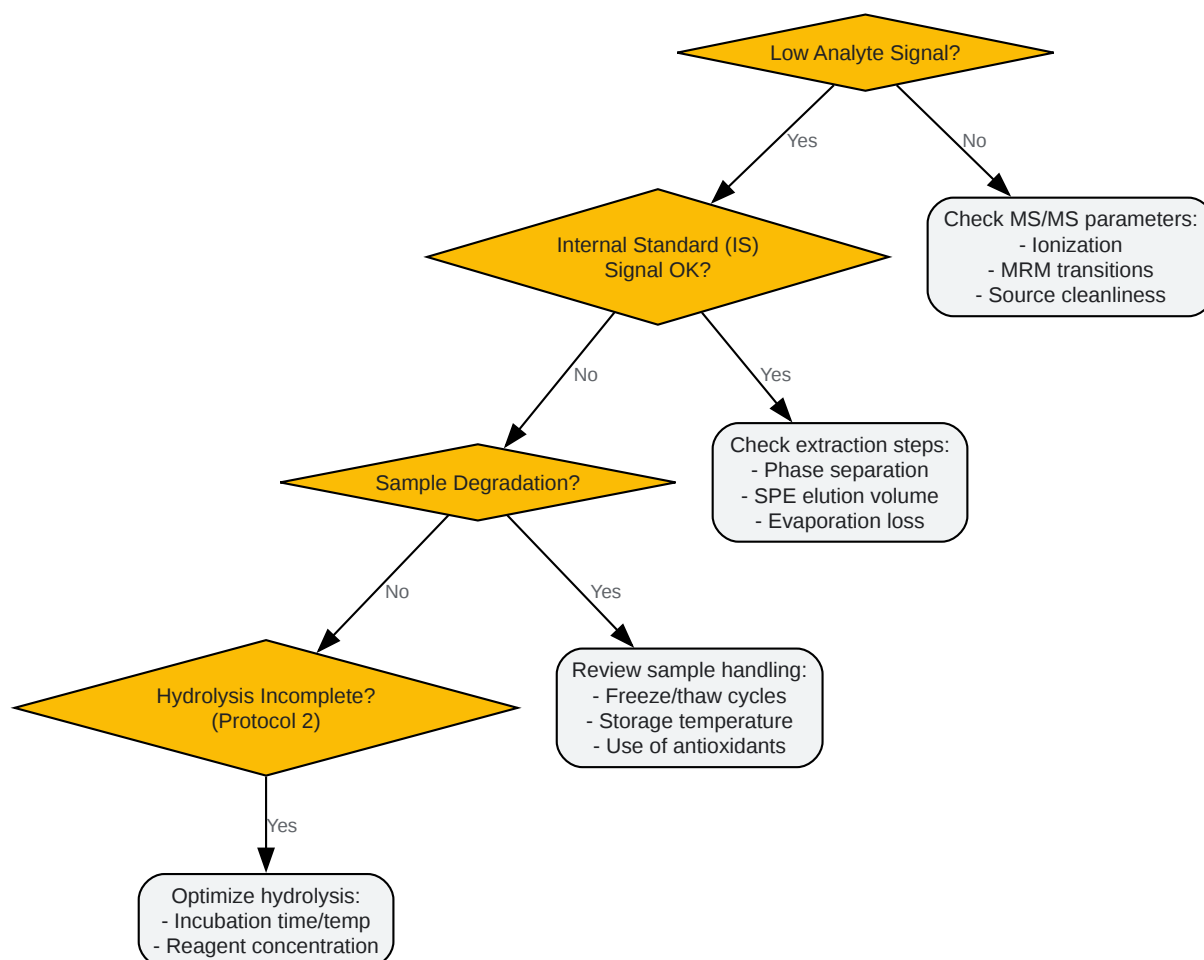 Low Analyte Signal?
Yes
No
Internal Standard (IS)
Signal OK?
Check MS/MS parameters:
- Ionization
- MRM transitions
- Source cleanliness
No
Yes
Sample Degradation?
Check extraction steps:
- Phase separation
- SPE elution volume
- Evaporation loss
No
Yes
Hydrolysis Incomplete?
(Protocol 2)
Review sample handling:
- Freeze/thaw cycles
- Storage temperature
- Use of antioxidants
Yes
Optimize hydrolysis:
- Incubation time/temp
- Reagent concentration